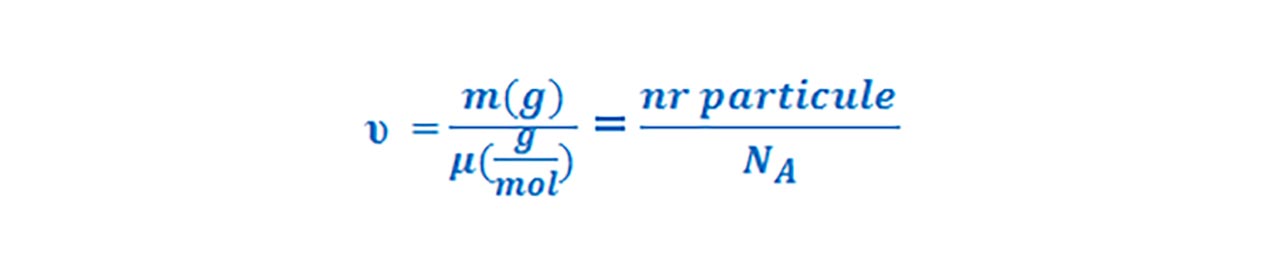 υ = m(g) / μ(g/mol) = nr particule / N_A